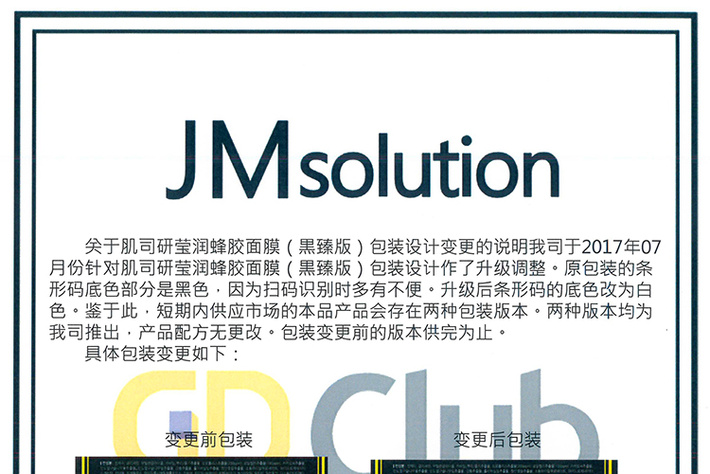 JMsolution
关于肌司研莹润蜂胶面膜（黑臻版）包装设计变更的说明我司于2017年07
月份针对肌司研莹润蜂胶面膜（黑臻版）包装设计作了升级调整。原包装的条
形码底色部分是黑色，因为扫码识别时多有不便。升级后条形码的底色改为白
色。鉴于此，短期内供应市场的本品产品会存在两种包装版本。两种版本均为
我司推出，产品配方无更改。包装变更前的版本供完为止。
具体包装变更如下：
GD Club
变更前包装
变更后包装